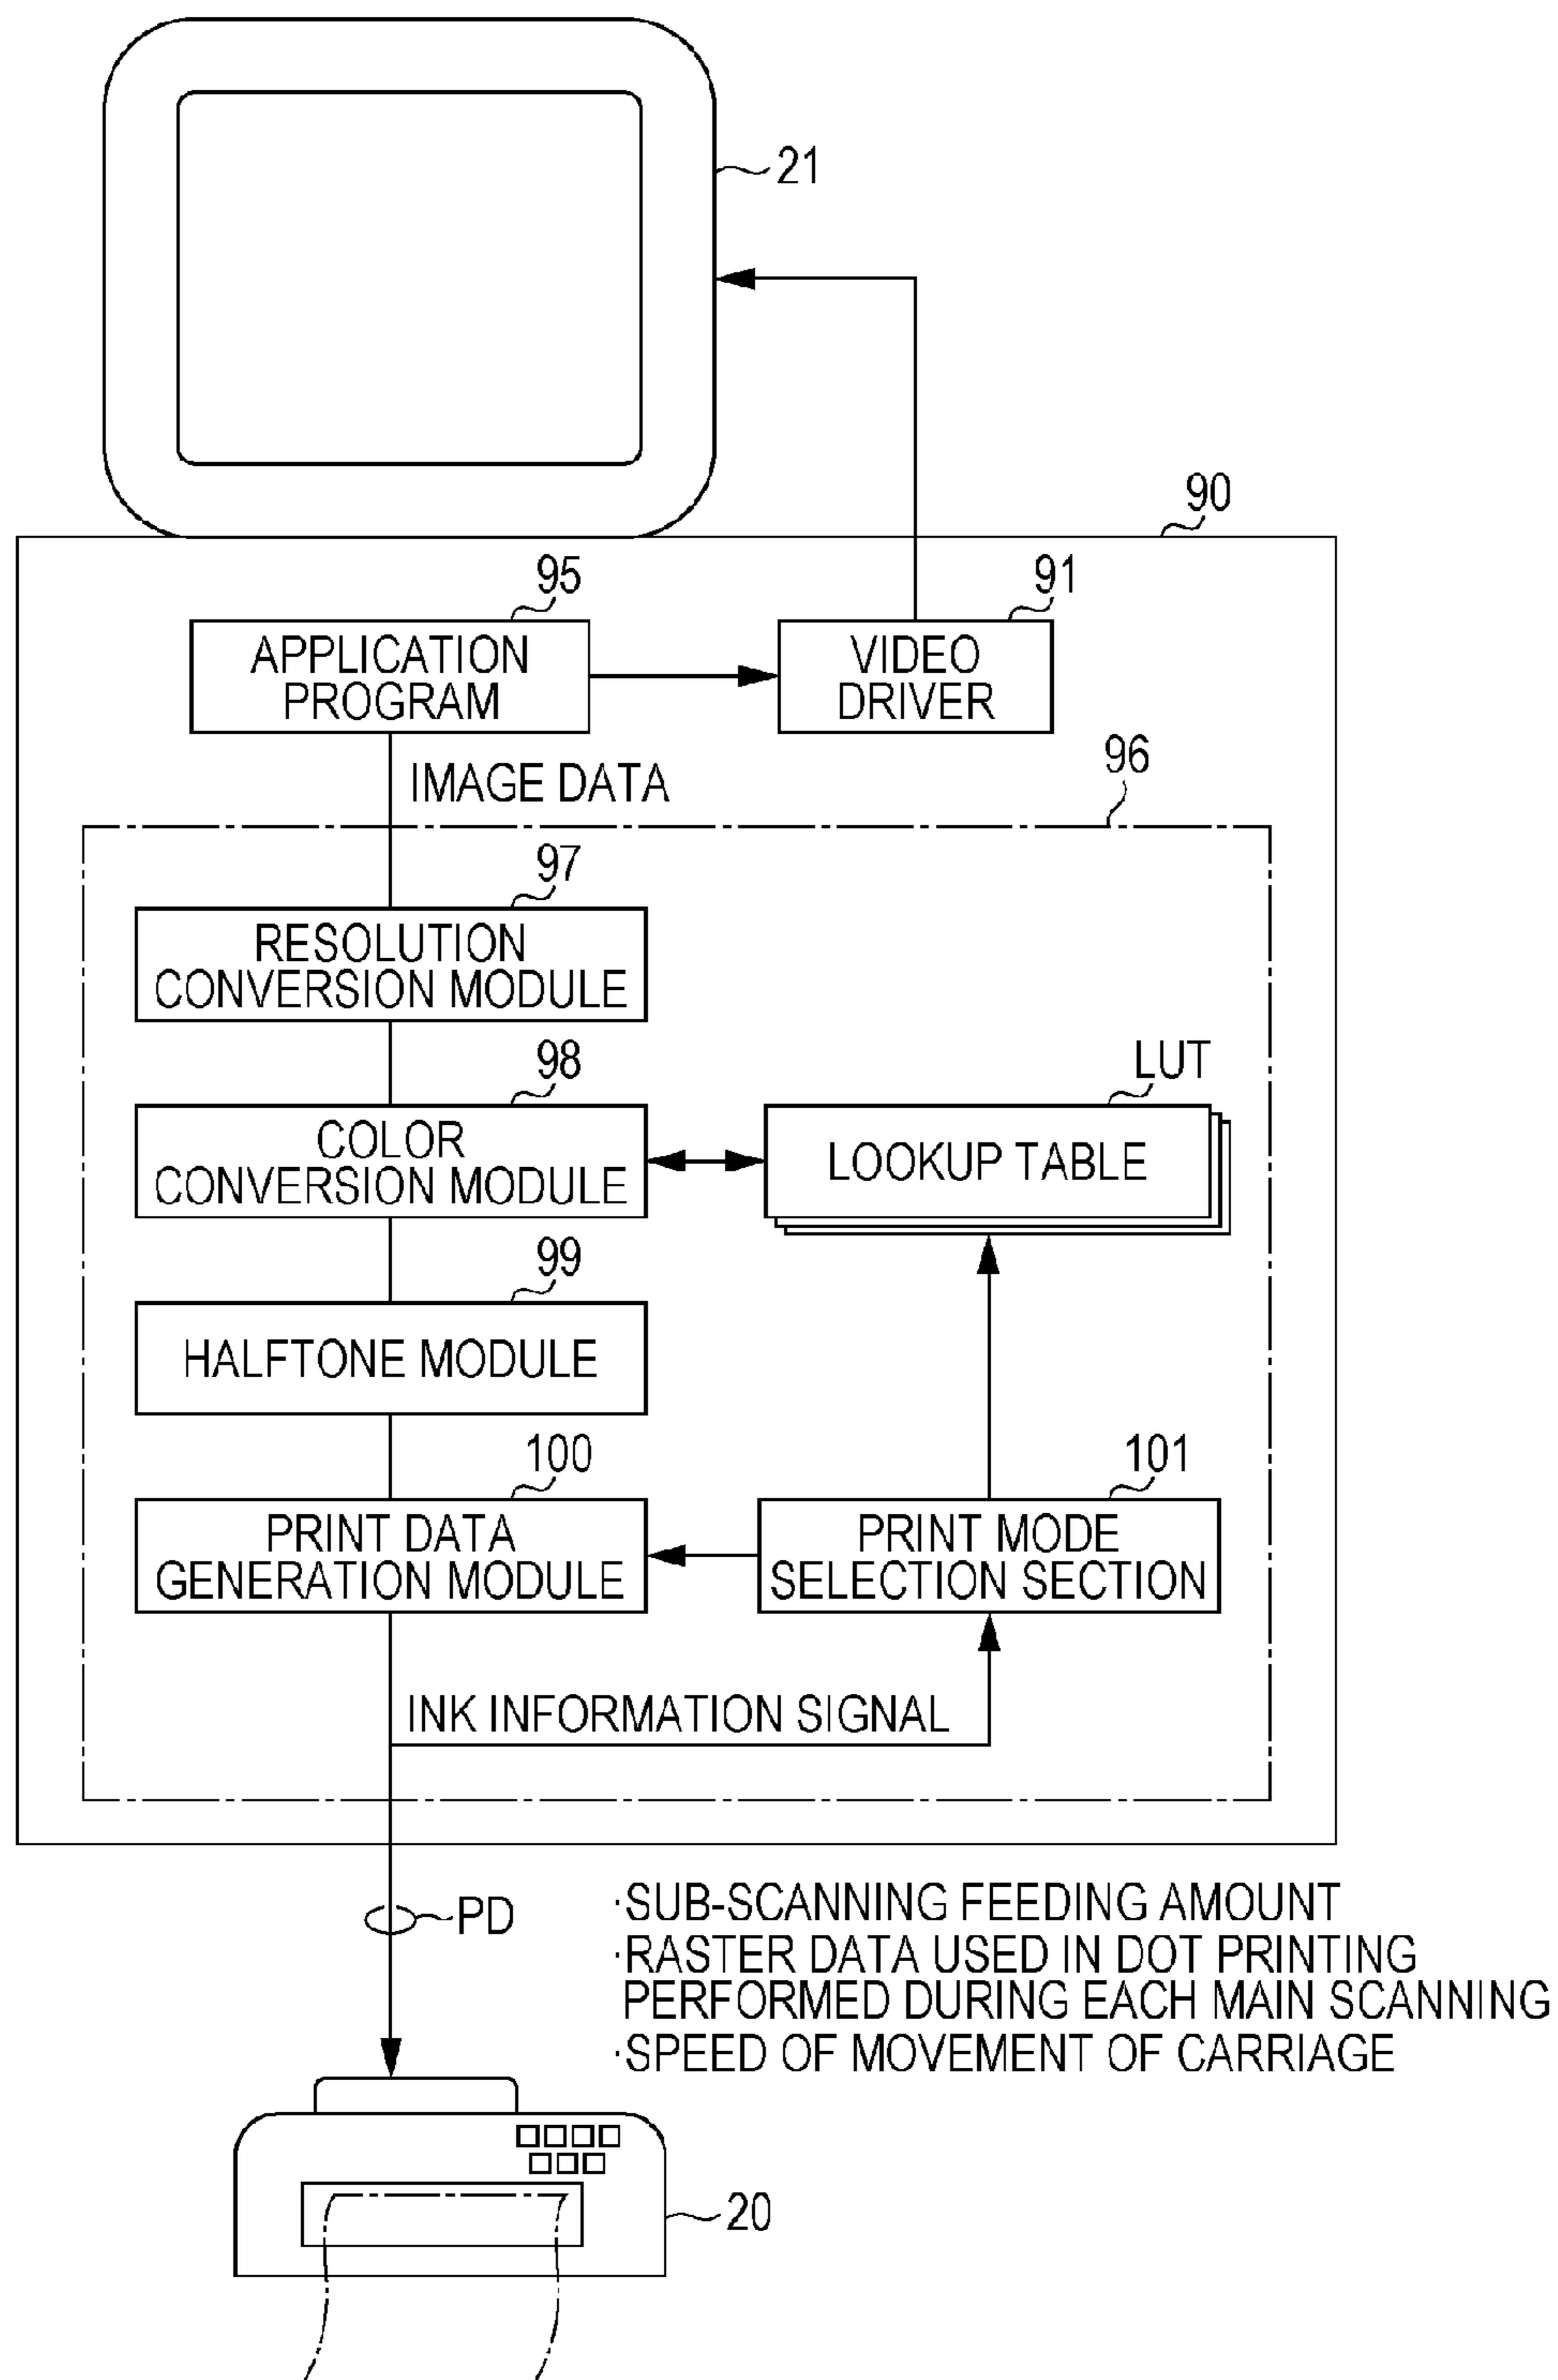 21
90
95
91
APPLICATION
PROGRAM
VIDEO
DRIVER
96
IMAGE DATA
97
RESOLUTION
CONVERSION MODULE
98
LUT
COLOR
CONVERSION MODULE
LOOKUP TABLE
99
HALFTONE MODULE
100
101
PRINT DATA
GENERATION MODULE
PRINT MODE
SELECTION SECTION
INK INFORMATION SIGNAL
PD
·SUB-SCANNING FEEDING AMOUNT
·RASTER DATA USED IN DOT PRINTING
PERFORMED DURING EACH MAIN SCANNING
·SPEED OF MOVEMENT OF CARRIAGE
20